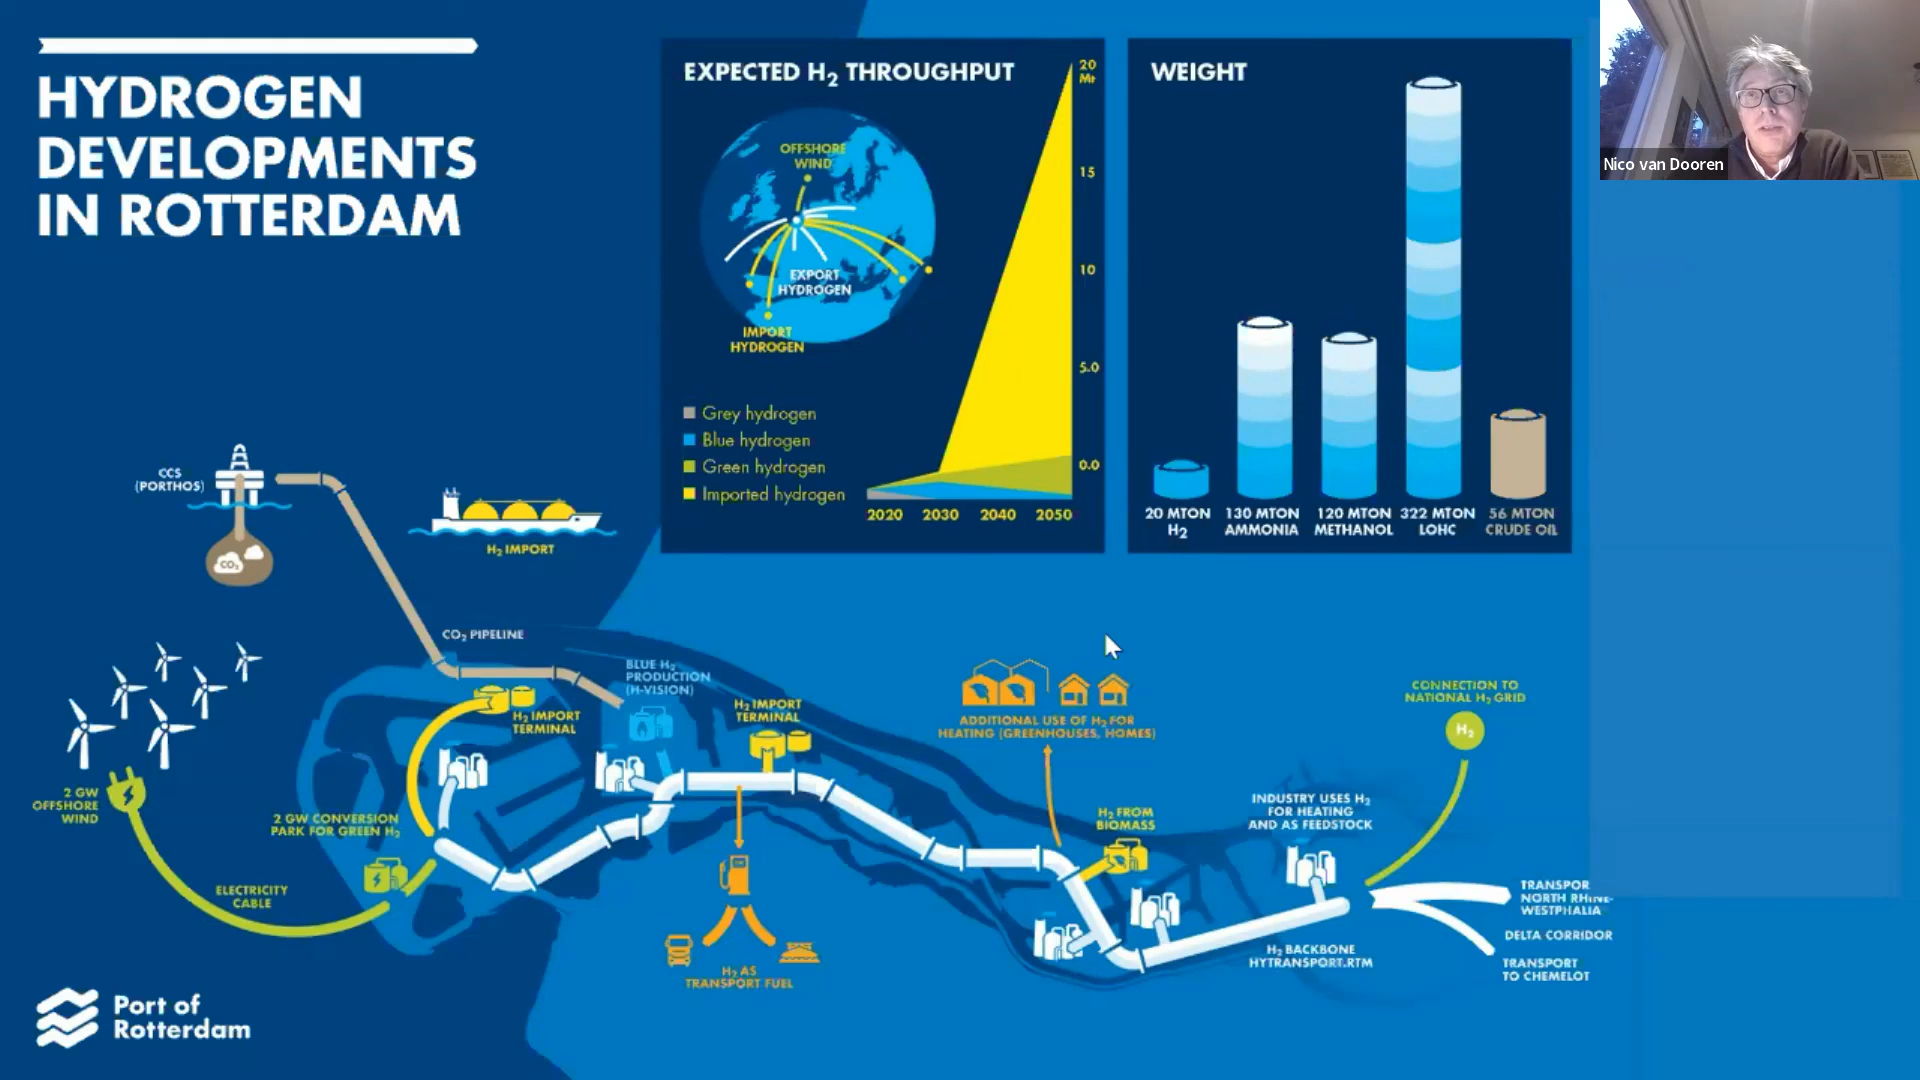 HYDROGEN
DEVELOPMENTS
IN ROTTERDAM
EXPECTED H2 THROUGHPUT
20
Mt
15
10
5.0
0.0
OFFSHORE
WIND
EXPORT
HYDROGEN
IMPORT
HYDROGEN
Grey hydrogen
Blue hydrogen
Green hydrogen
Imported hydrogen
2020 2030 2040 2050
WEIGHT
20 MTON
H2
130 MTON
AMMONIA
120 MTON
METHANOL
322 MTON
LOHC
56 MTON
CRUDE OIL
Nico van Dooren
CCS
(PORTHOS)
CO2
H2 IMPORT
CO2 PIPELINE
BLUE H2
PRODUCTION
(H-VISION)
H2 IMPORT
TERMINAL
H2 IMPORT
TERMINAL
2 GW
OFFSHORE
WIND
2 GW CONVERSION
PARK FOR GREEN H2
ELECTRICITY
CABLE
H2 AS
TRANSPORT FUEL
ADDITIONAL USE OF H2 FOR
HEATING (GREENHOUSES, HOMES)
H2 FROM
BIOMASS
INDUSTRY USES H2
FOR HEATING
AND AS FEEDSTOCK
CONNECTION TO
NATIONAL H2 GRID
H2
H2 BACKBONE
HYTRANSPORT.RTM
TRANSPOR
NORTH RHINE-
WESTPHALIA
DELTA CORRIDOR
TRANSPORT
TO CHEMELOT
Port of
Rotterdam